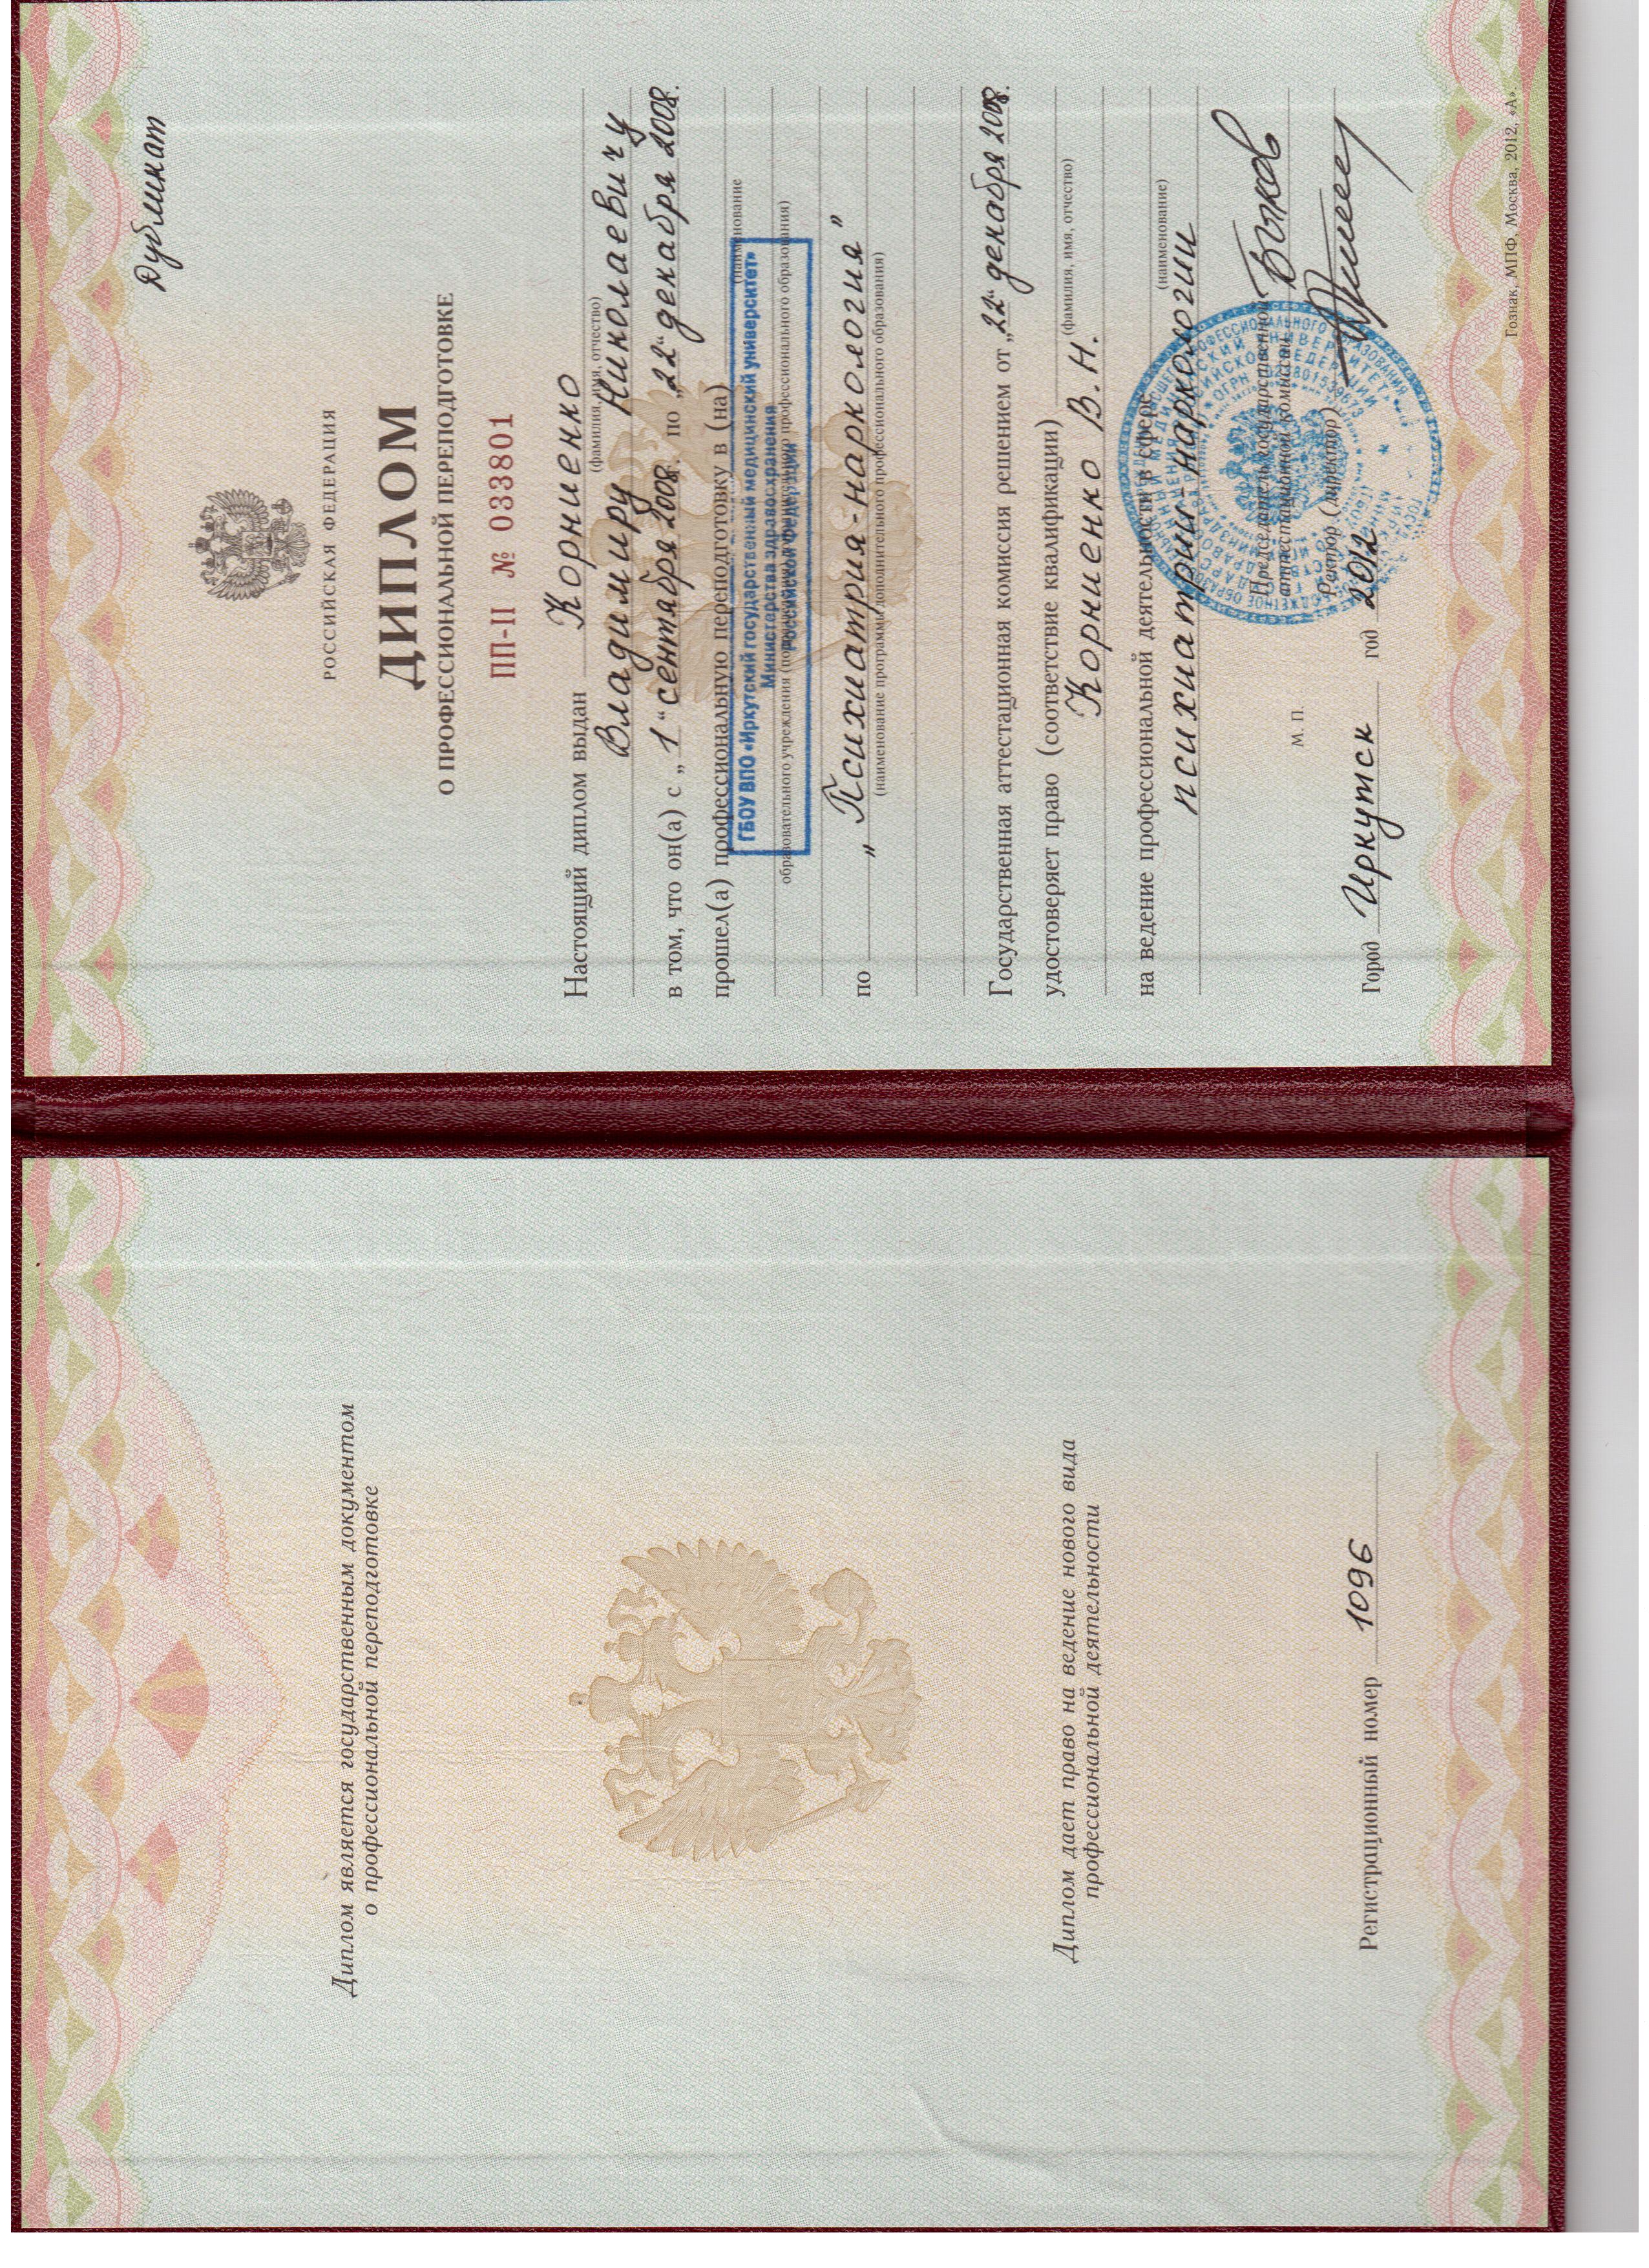 Диплом является государственным документом
о профессиональной переподготовке
Диплом дает право на ведение нового вида
профессиональной деятельности
Регистрационный номер 1096
Дубликат
РОССИЙСКАЯ ФЕДЕРАЦИЯ
ДИПЛОМ
О ПРОФЕССИОНАЛЬНОЙ ПЕРЕПОДГОТОВКЕ
ПП-II № 033801
Настоящий диплом выдан Корниенко
(фамилия, имя, отчество)
Владимиру Николаевичу
в том, что он(а) с „1“ сентября 2008г. по „22“ декабря 2008г.
прошел(а) профессиональную переподготовку в (на)
(наименование
ГБОУ ВПО «Иркутский государственный медицинский университет»
Министерства здравоохранения
образовательного учреждения (подразделения) дополнительного профессионального образования)
Российской Федерации
по „Психиатрия-наркология"
(наименование программы дополнительного профессионального образования)
Государственная аттестационная комиссия решением от „22“ декабря 2008г.
удостоверяет право (соответствие квалификации)
(фамилия, имя, отчество)
Корниенко В.Н.
на ведение профессиональной деятельности в сфере
(наименование)
психиатрии-наркологии
Председатель государственной
аттестационной комиссии Быков
М. П.
Ректор (директор)
Город Иркутск год 2012
Гознак, МПФ, Москва, 2012, «А».